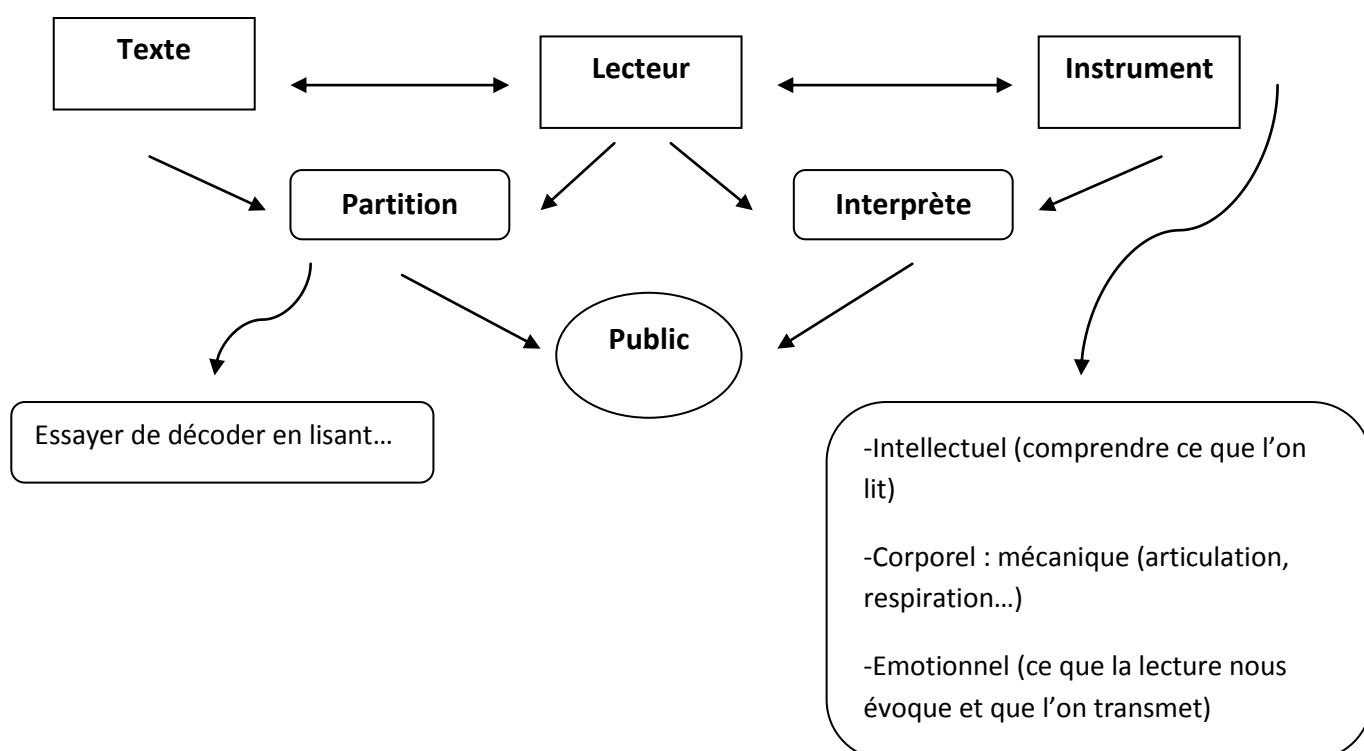 Texte
Lecteur
Instrument
Partition
Interprète
Public
Essayer de décoder en lisant…
-Intellectuel (comprendre ce que l’on
lit)
-Corporel : mécanique (articulation,
respiration…)
-Emotionnel (ce que la lecture nous
évoque et que l’on transmet)